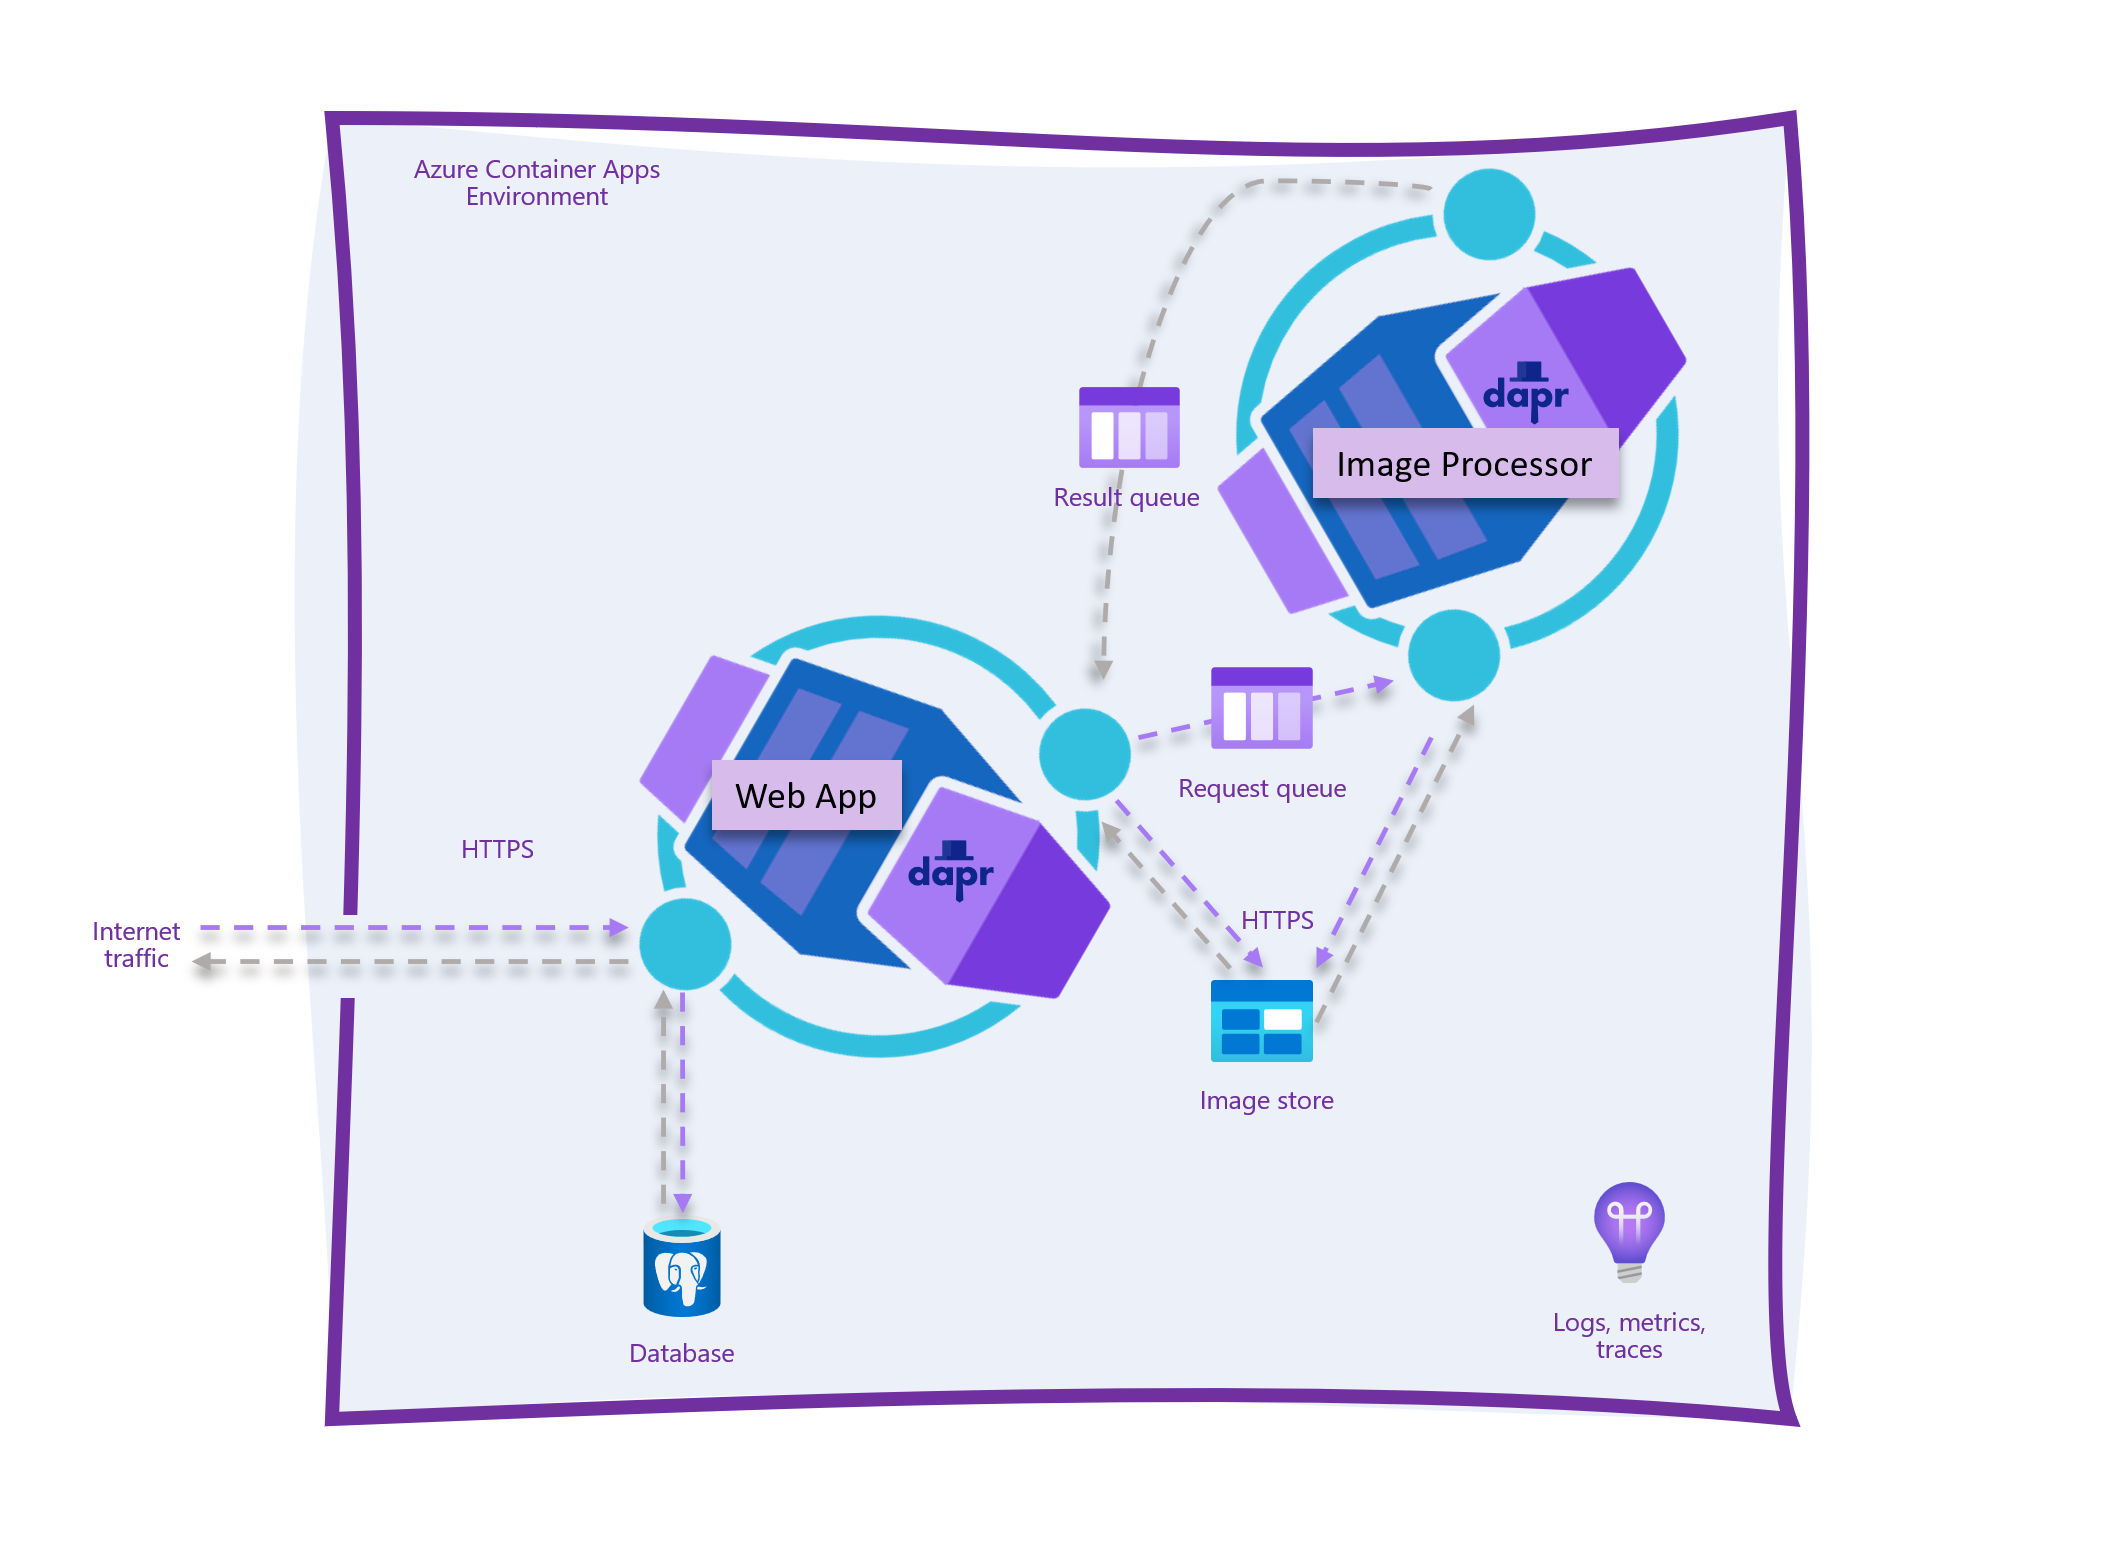 Azure Container Apps
Environment
dapr
Image Processor
Result queue
Web App
Request queue
dapr
HTTPS
HTTPS
Internet
traffic
Image store
Logs, metrics,
traces
Database